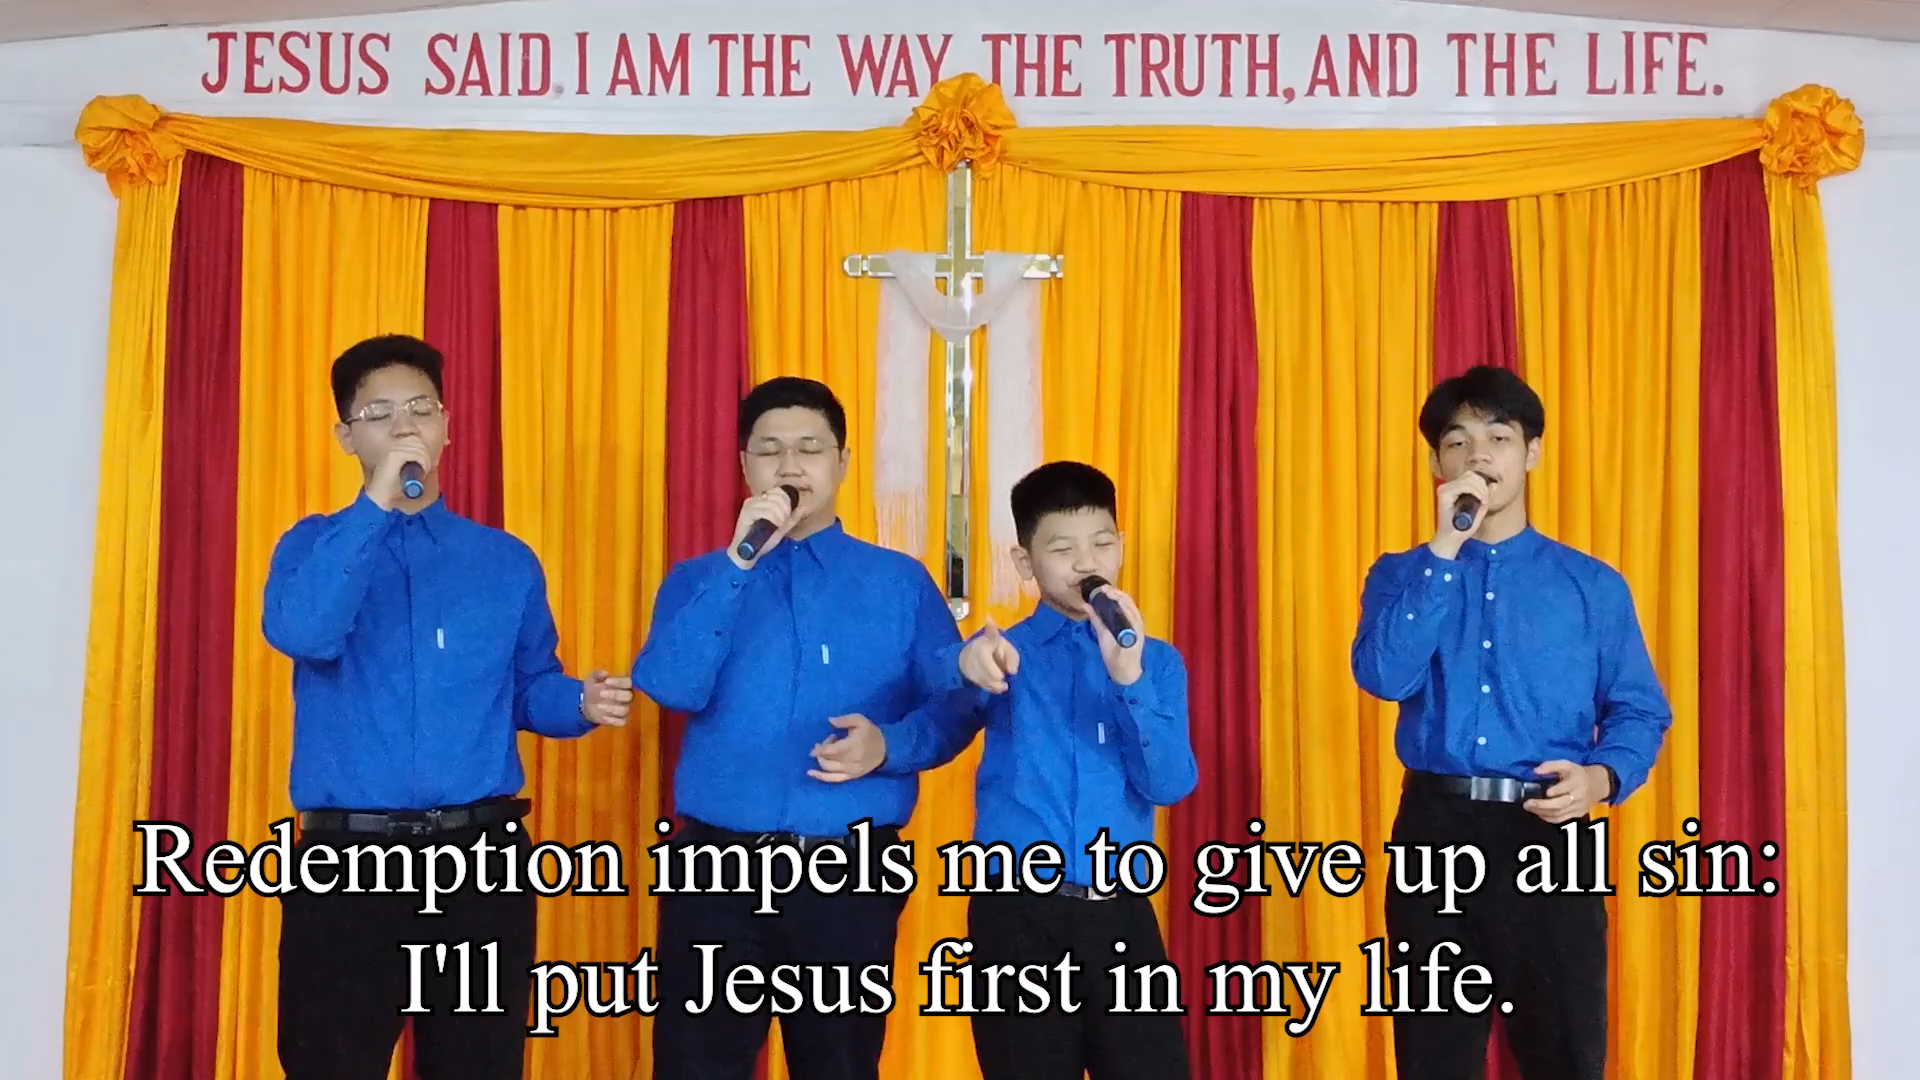 JESUS SAID, I AM THE WAY, THE TRUTH, AND THE LIFE.
Redemption impels me to give up all sin:
I'll put Jesus first in my life.